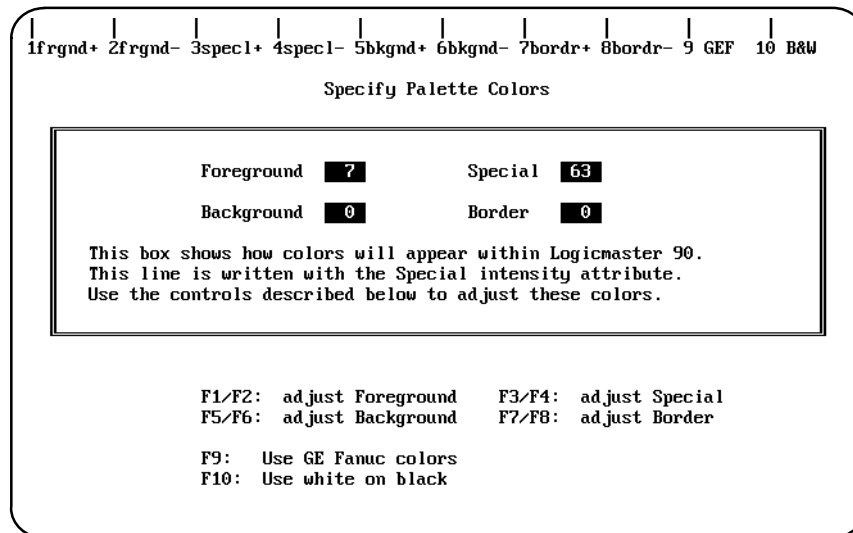 1frgnd+ 2frgnd- 3specl+ 4specl- 5bkgnd+ 6bkgnd- 7bordr+ 8bordr- 9 GEF 10 B&W
Specify Palette Colors
Foreground 7 Special 63
Background 0 Border 0
This box shows how colors will appear within Logicmaster 90.
This line is written with the Special intensity attribute.
Use the controls described below to adjust these colors.
F1/F2: adjust Foreground F3/F4: adjust Special
F5/F6: adjust Background F7/F8: adjust Border
F9: Use GE Fanuc colors
F10: Use white on black